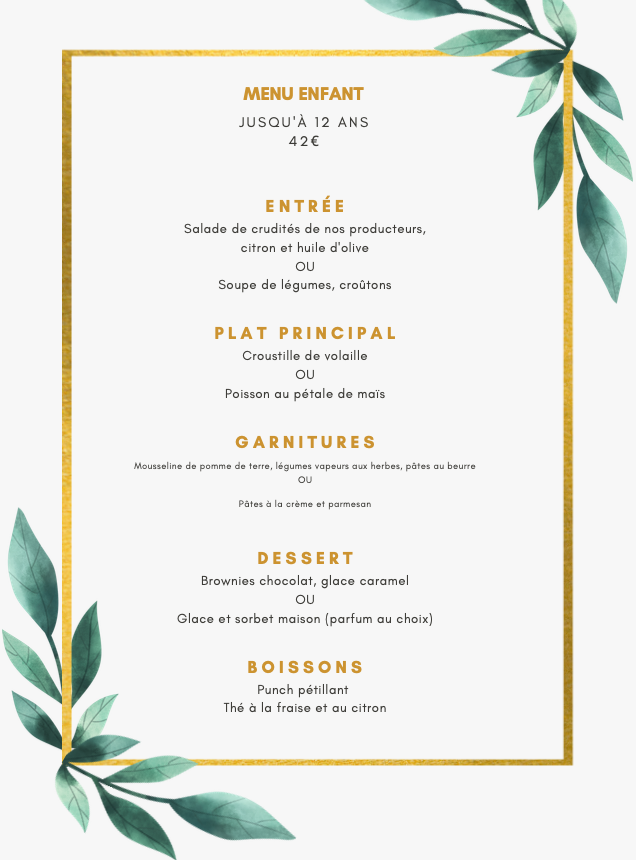 MENU ENFANT
JUSQU'À 12 ANS
42€
ENTRÉE
Salade de crudités de nos producteurs,
citron et huile d'olive
OU
Soupe de légumes, croûtons
PLAT PRINCIPAL
Croustille de volaille
OU
Poisson au pétale de maïs
GARNITURES
Mousseline de pomme de terre, légumes vapeurs aux herbes, pâtes au beurre
OU
Pâtes à la crème et parmesan
DESSERT
Brownies chocolat, glace caramel
OU
Glace et sorbet maison (parfum au choix)
BOISSONS
Punch pétillant
Thé à la fraise et au citron